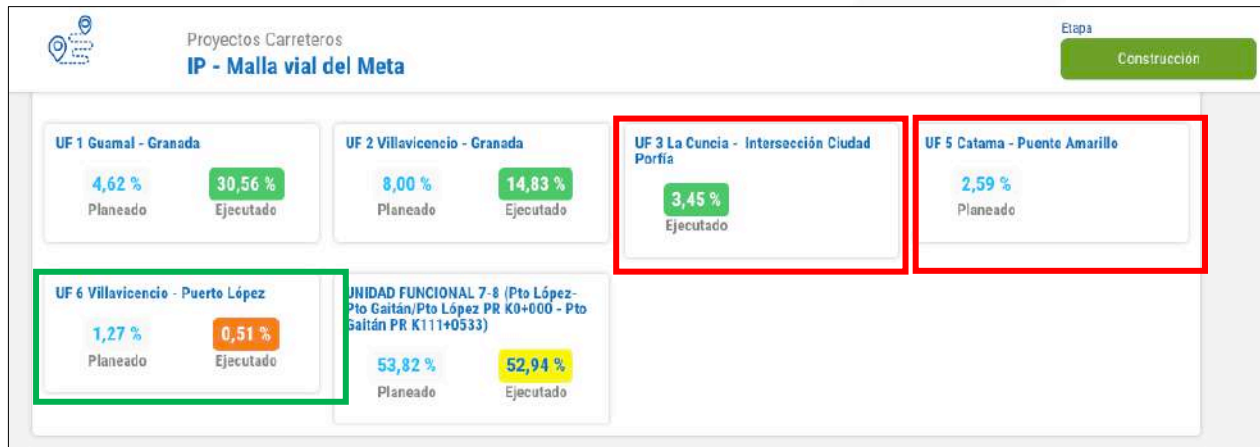 Proyectos Carreteros
IP - Malla vial del Meta
Etapa
Construcción
UF 1 Guamal - Granada
4,62 %
Planeado
30,56 %
Ejecutado
UF 2 Villavicencio - Granada
8,00 %
Planeado
14,83 %
Ejecutado
UF 3 La Cuncia - Intersección Ciudad
Porfía
3,45 %
Ejecutado
UF 5 Catama - Puente Amarillo
2,59 %
Planeado
UF 6 Villavicencio - Puerto López
1,27 %
Planeado
0,51 %
Ejecutado
UNIDAD FUNCIONAL 7-8 (Pto López-
Pto Gaitán/Pto López PR K0+000 - Pto
Gaitán PR K111+0533)
53,82 %
Planeado
52,94 %
Ejecutado